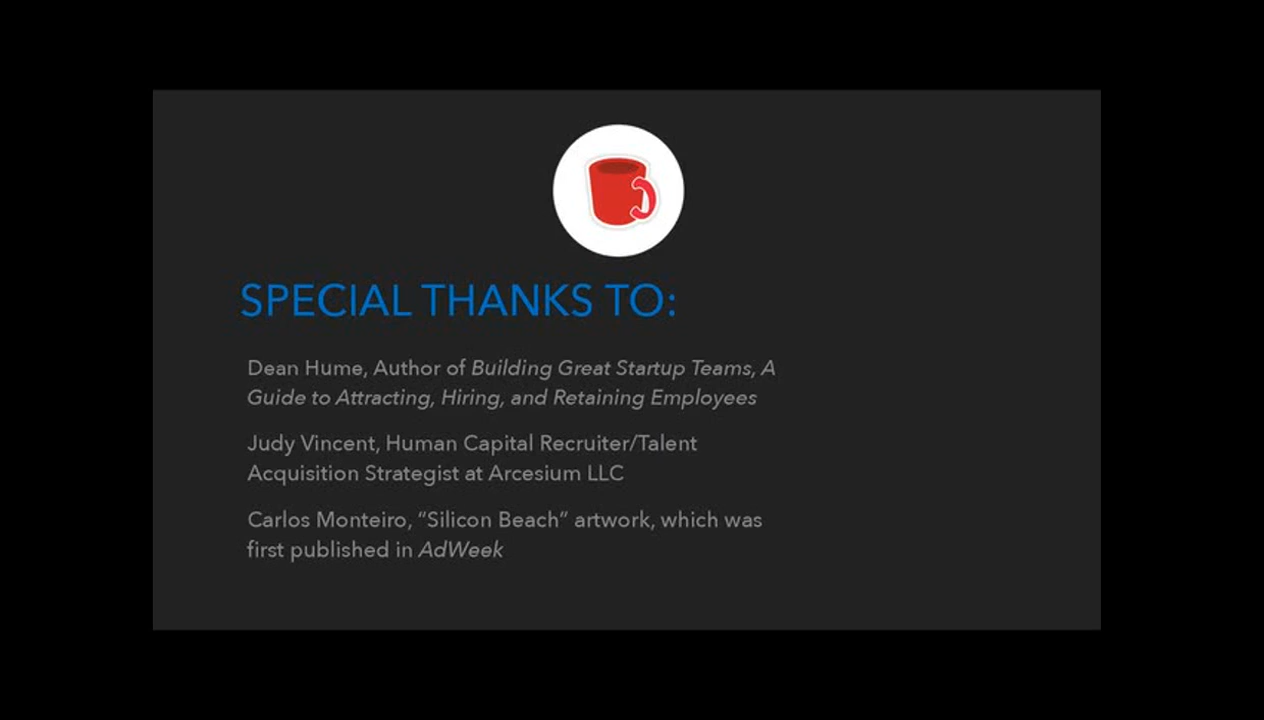 SPECIAL THANKS TO:
Dean Hume, Author of Building Great Startup Teams, A
Guide to Attracting, Hiring, and Retaining Employees
Judy Vincent, Human Capital Recruiter/Talent
Acquisition Strategist at Arcesium LLC
Carlos Monteiro, “Silicon Beach” artwork, which was
first published in AdWeek